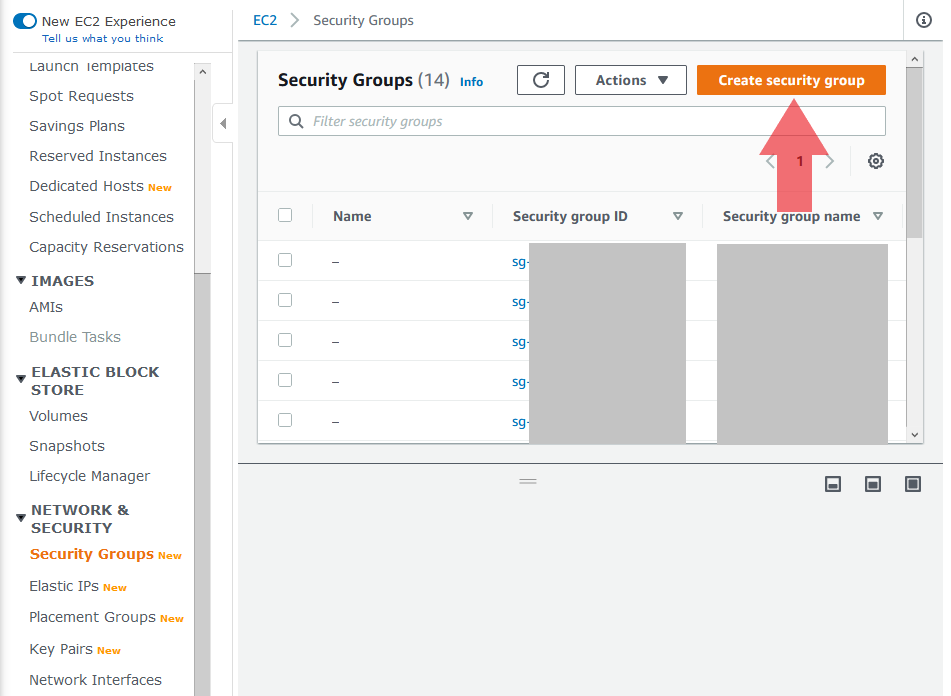 New EC2 Experience
Tell us what you think
Launch Templates
Spot Requests
Savings Plans
Reserved Instances
Dedicated Hosts New
Scheduled Instances
Capacity Reservations
IMAGES
AMIs
Bundle Tasks
ELASTIC BLOCK
STORE
Volumes
Snapshots
Lifecycle Manager
NETWORK &
SECURITY
Security Groups New
Elastic IPs New
Placement Groups New
Key Pairs New
Network Interfaces
EC2 > Security Groups
Security Groups (14) Info
Actions
Create security group
Filter security groups
1
Name Security group ID Security group name
– sg-
– sg-
– sg-
– sg-
– sg-